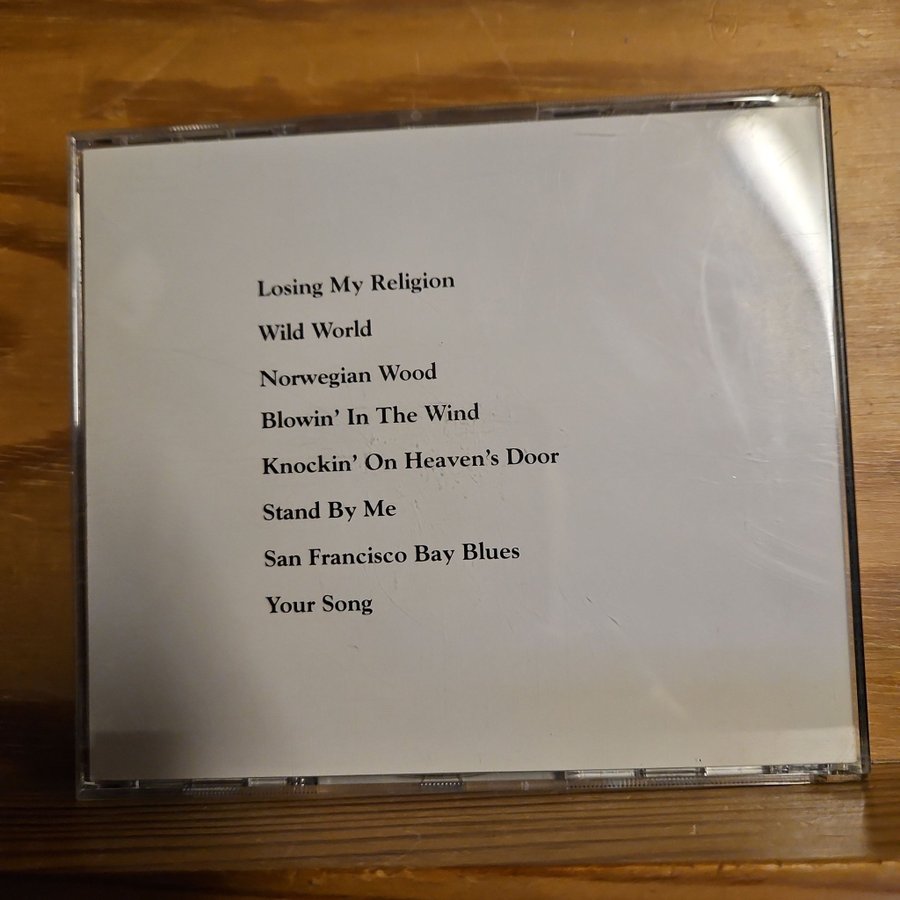 Losing My Religion
Wild World
Norwegian Wood
Blowin' In The Wind
Knockin' On Heaven's Door
Stand By Me
San Francisco Bay Blues
Your Song